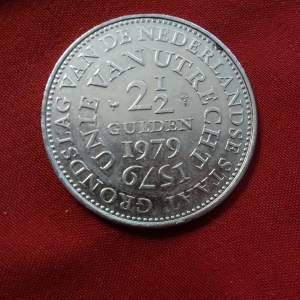 GRONDSLAG VAN DE NEDERLANDSE STAAT
UNIE VAN UTRECHT
2 1/2
GULDEN
1979
1579